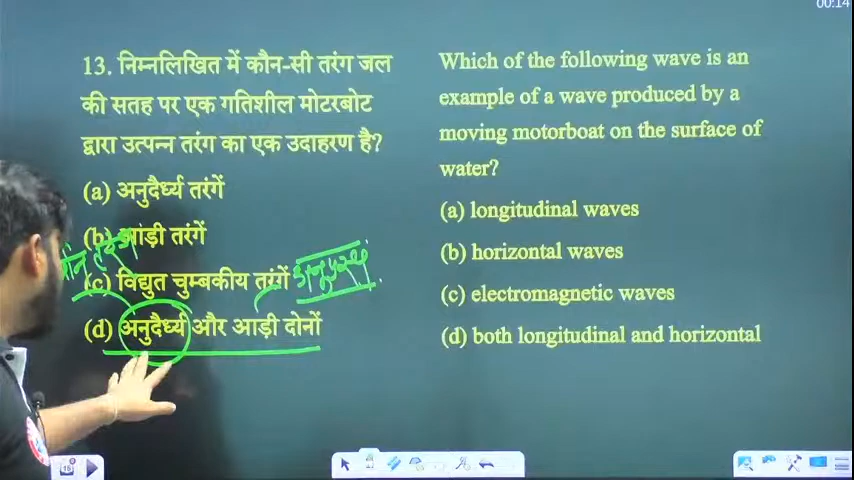 00:14
13. निम्नलिखित में कौन-सी तरंग जल
की सतह पर एक गतिशील मोटरबोट
द्वारा उत्पन्न तरंग का एक उदाहरण है?
(a) अनुदैर्ध्य तरंगें
(b) आंड़ी तरंगें
(c) विद्युत चुम्बकीय तरंगें
(d) अनुदैर्ध्य और आड़ी दोनों
Which of the following wave is an
example of a wave produced by a
moving motorboat on the surface of
water?
(a) longitudinal waves
(b) horizontal waves
(c) electromagnetic waves
(d) both longitudinal and horizontal